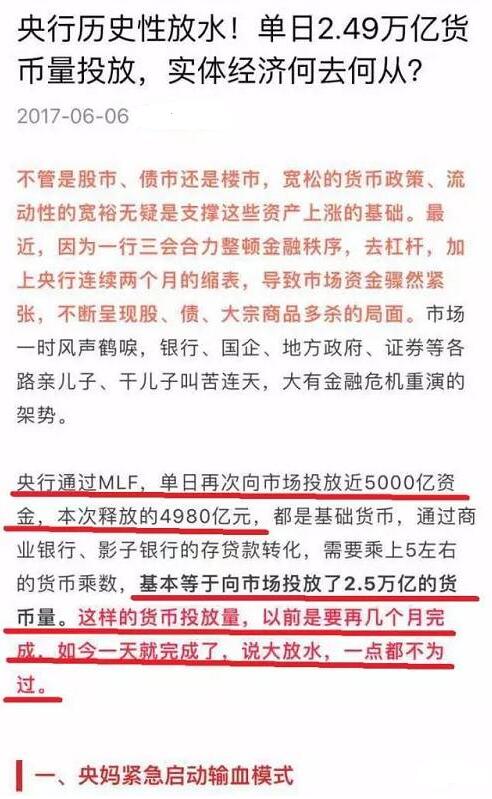 央行历史性放水！单日2.49万亿货
币量投放，实体经济何去何从？
2017-06-06
不管是股市、债市还是楼市，宽松的货币政策、流
动性的宽裕无疑是支撑这些资产上涨的基础。最
近，因为一行三会合力整顿金融秩序，去杠杆，加
上央行连续两个月的缩表，导致市场资金骤然紧
张，不断呈现股、债、大宗商品多杀的局面。市场
一时风声鹤唳，银行、国企、地方政府、证券等各
路亲儿子、干儿子叫苦连天，大有金融危机重演的
架势。
央行通过MLF，单日再次向市场投放近5000亿资
金，本次释放的4980亿元，都是基础货币，通过商
业银行、影子银行的存贷款转化，需要乘上5左右
的货币乘数，基本等于向市场投放了2.5万亿的货
币量。这样的货币投放量，以前是要再几个月完
成，如今一天就完成了，说大放水，一点都不为
过。
一、央妈紧急启动输血模式